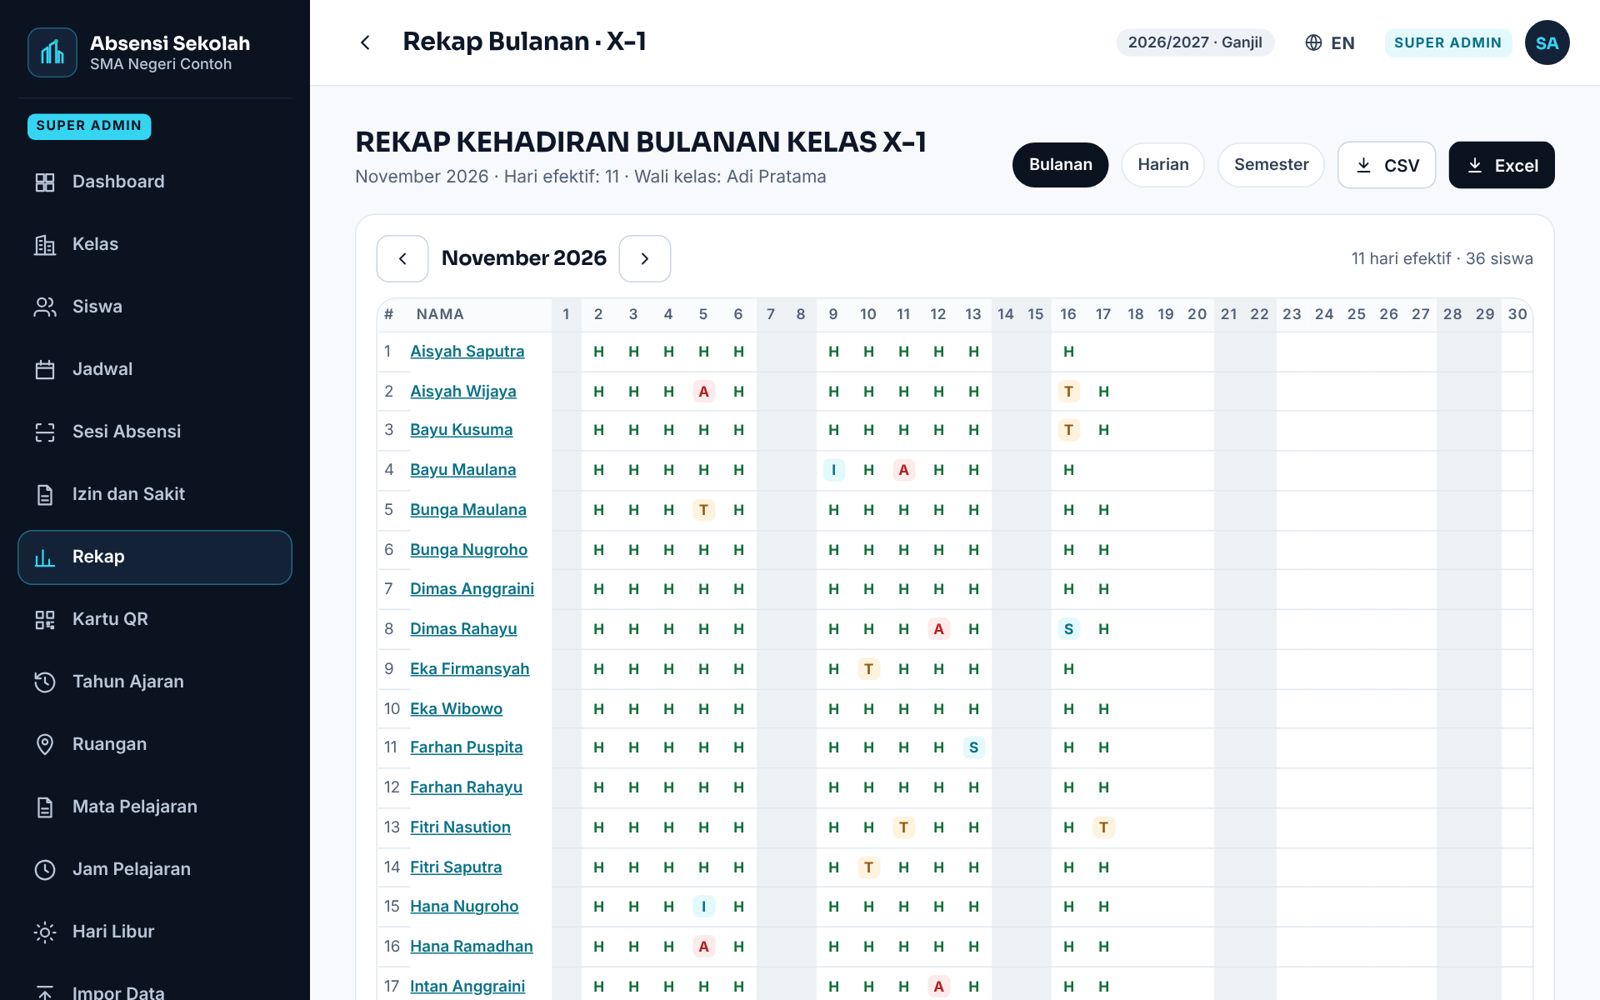 Absensi Sekolah
SMA Negeri Contoh
SUPER ADMIN
Dashboard
Kelas
Siswa
Jadwal
Sesi Absensi
Izin dan Sakit
Rekap
Kartu QR
Tahun Ajaran
Ruangan
Mata Pelajaran
Jam Pelajaran
Hari Libur
Impor Data
Rekap Bulanan · X-1
2026/2027 · Ganjil
EN
SUPER ADMIN
SA
REKAP KEHADIRAN BULANAN KELAS X-1
November 2026 · Hari efektif: 11 · Wali kelas: Adi Pratama
Bulanan
Harian
Semester
CSV
Excel
November 2026
11 hari efektif · 36 siswa
# NAMA 1 2 3 4 5 6 7 8 9 10 11 12 13 14 15 16 17 18 19 20 21 22 23 24 25 26 27 28 29 30
1 Aisyah Saputra H H H H H H H H H H H
2 Aisyah Wijaya H H H A H H H H H H T H
3 Bayu Kusuma H H H H H H H H H H T H
4 Bayu Maulana H H H H H I H A H H H
5 Bunga Maulana H H H T H H H H H H H H
6 Bunga Nugroho H H H H H H H H H H H H
7 Dimas Anggraini H H H H H H H H H H H H
8 Dimas Rahayu H H H H H H H H A H S H
9 Eka Firmansyah H H H H H H T H H H H
10 Eka Wibowo H H H H H H H H H H H H
11 Farhan Puspita H H H H H H H H H S H H
12 Farhan Rahayu H H H H H H H H H H H H
13 Fitri Nasution H H H H H H H T H H H T
14 Fitri Saputra H H H H H H T H H H H H
15 Hana Nugroho H H H I H H H H H H H H
16 Hana Ramadhan H H H A H H H H H H H H
17 Intan Anggraini H H H H H H H H A H H H